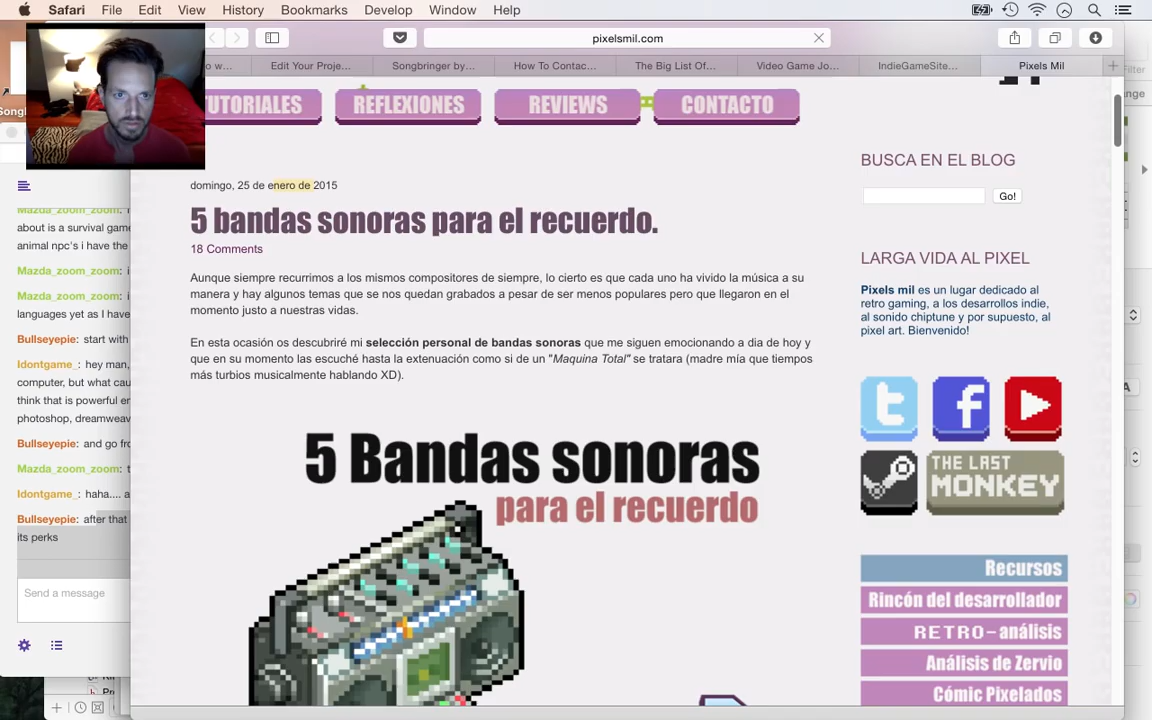 Safari File Edit View History Bookmarks Develop Window Help
pixelsmil.com
o w... Edit Your Proje... Songbringer by... How To Contac... The Big List Of... Video Game Jo... IndieGameSite... Pixels Mil
TUTORIALES REFLEXIONES REVIEWS CONTACTO
domingo, 25 de enero de 2015
5 bandas sonoras para el recuerdo.
18 Comments
Aunque siempre recurrimos a los mismos compositores de siempre, lo cierto es que cada uno ha vivido la música a su
manera y hay algunos temas que se nos quedan grabados a pesar de ser menos populares pero que llegaron en el
momento justo a nuestras vidas.
En esta ocasión os descubriré mi selección personal de bandas sonoras que me siguen emocionando a dia de hoy y
que en su momento las escuché hasta la extenuación como si de un "Maquina Total" se tratara (madre mía que tiempos
más turbios musicalmente hablando XD).
5 Bandas sonoras
para el recuerdo
BUSCA EN EL BLOG
Go!
LARGA VIDA AL PIXEL
Pixels mil es un lugar dedicado al
retro gaming, a los desarrollos indie,
al sonido chiptune y por supuesto, al
pixel art. Bienvenido!
t f
THE LAST
MONKEY
Recursos
Rincón del desarrollador
RETRO-análisis
Análisis de Zervio
Cómic Pixelados
Song
Mazda_zoom_zoom:
about is a survival game
animal npc's i have the
Mazda_zoom_zoom: i
Mazda_zoom_zoom:
languages yet as I have
Bullseyepie: start with
Idontgame_: hey man,
computer, but what cau
think that is powerful en
photoshop, dreamweav
Bullseyepie: and go fro
Mazda_zoom_zoom: t
Idontgame_: haha.... a
Bullseyepie: after that
its perks
Send a message
Filter
nge
A